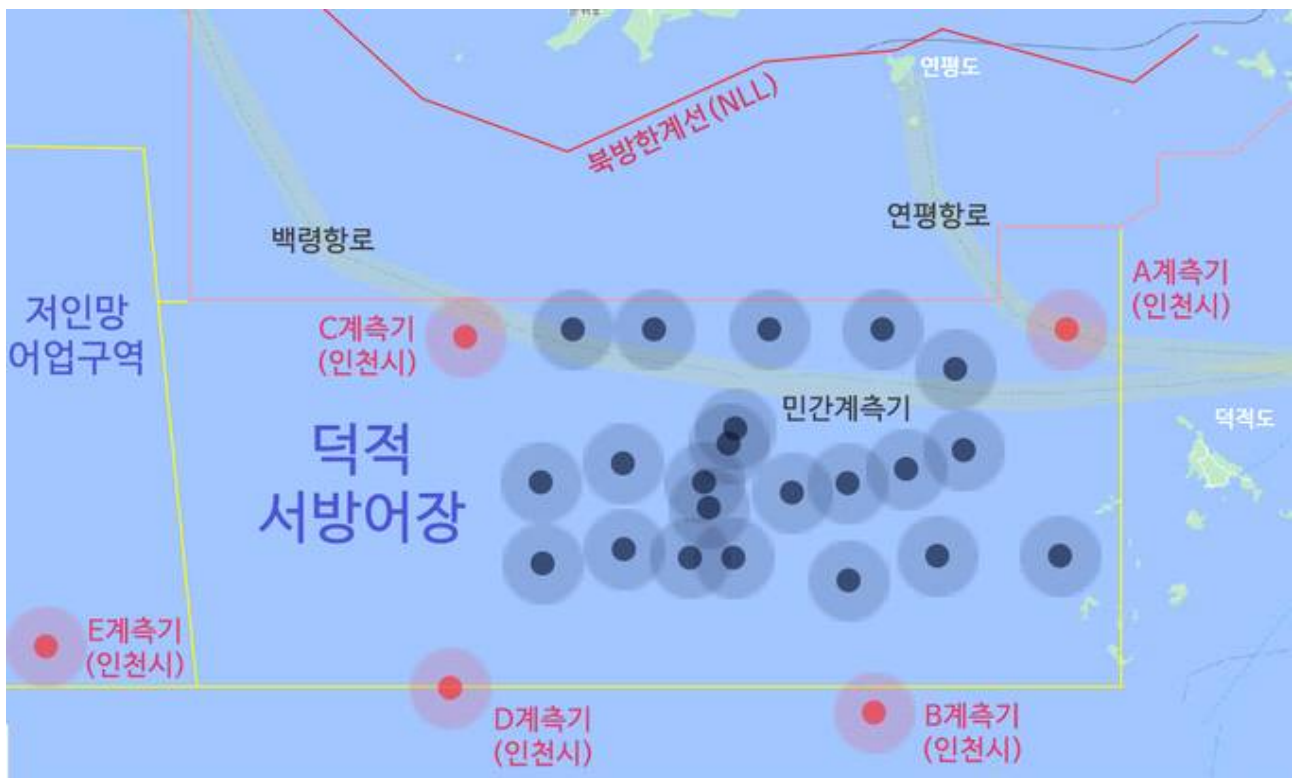 연평도
북방한계선(NLL)
백령항로
연평항로
A계측기
(인천시)
저인망
어업구역
C계측기
(인천시)
민간계측기
덕적도
덕적
서방어장
E계측기
(인천시)
D계측기
(인천시)
B계측기
(인천시)